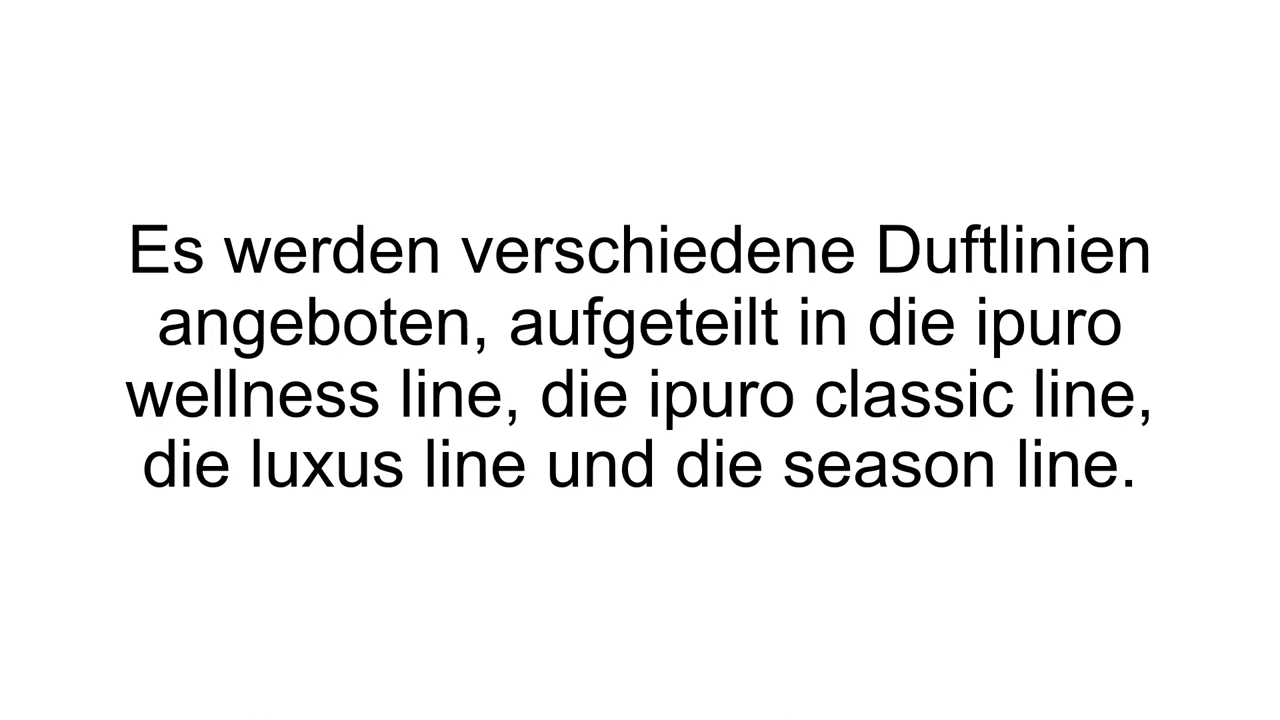 Es werden verschiedene Duftlinien
angeboten, aufgeteilt in die ipuro
wellness line, die ipuro classic line,
die luxus line und die season line.